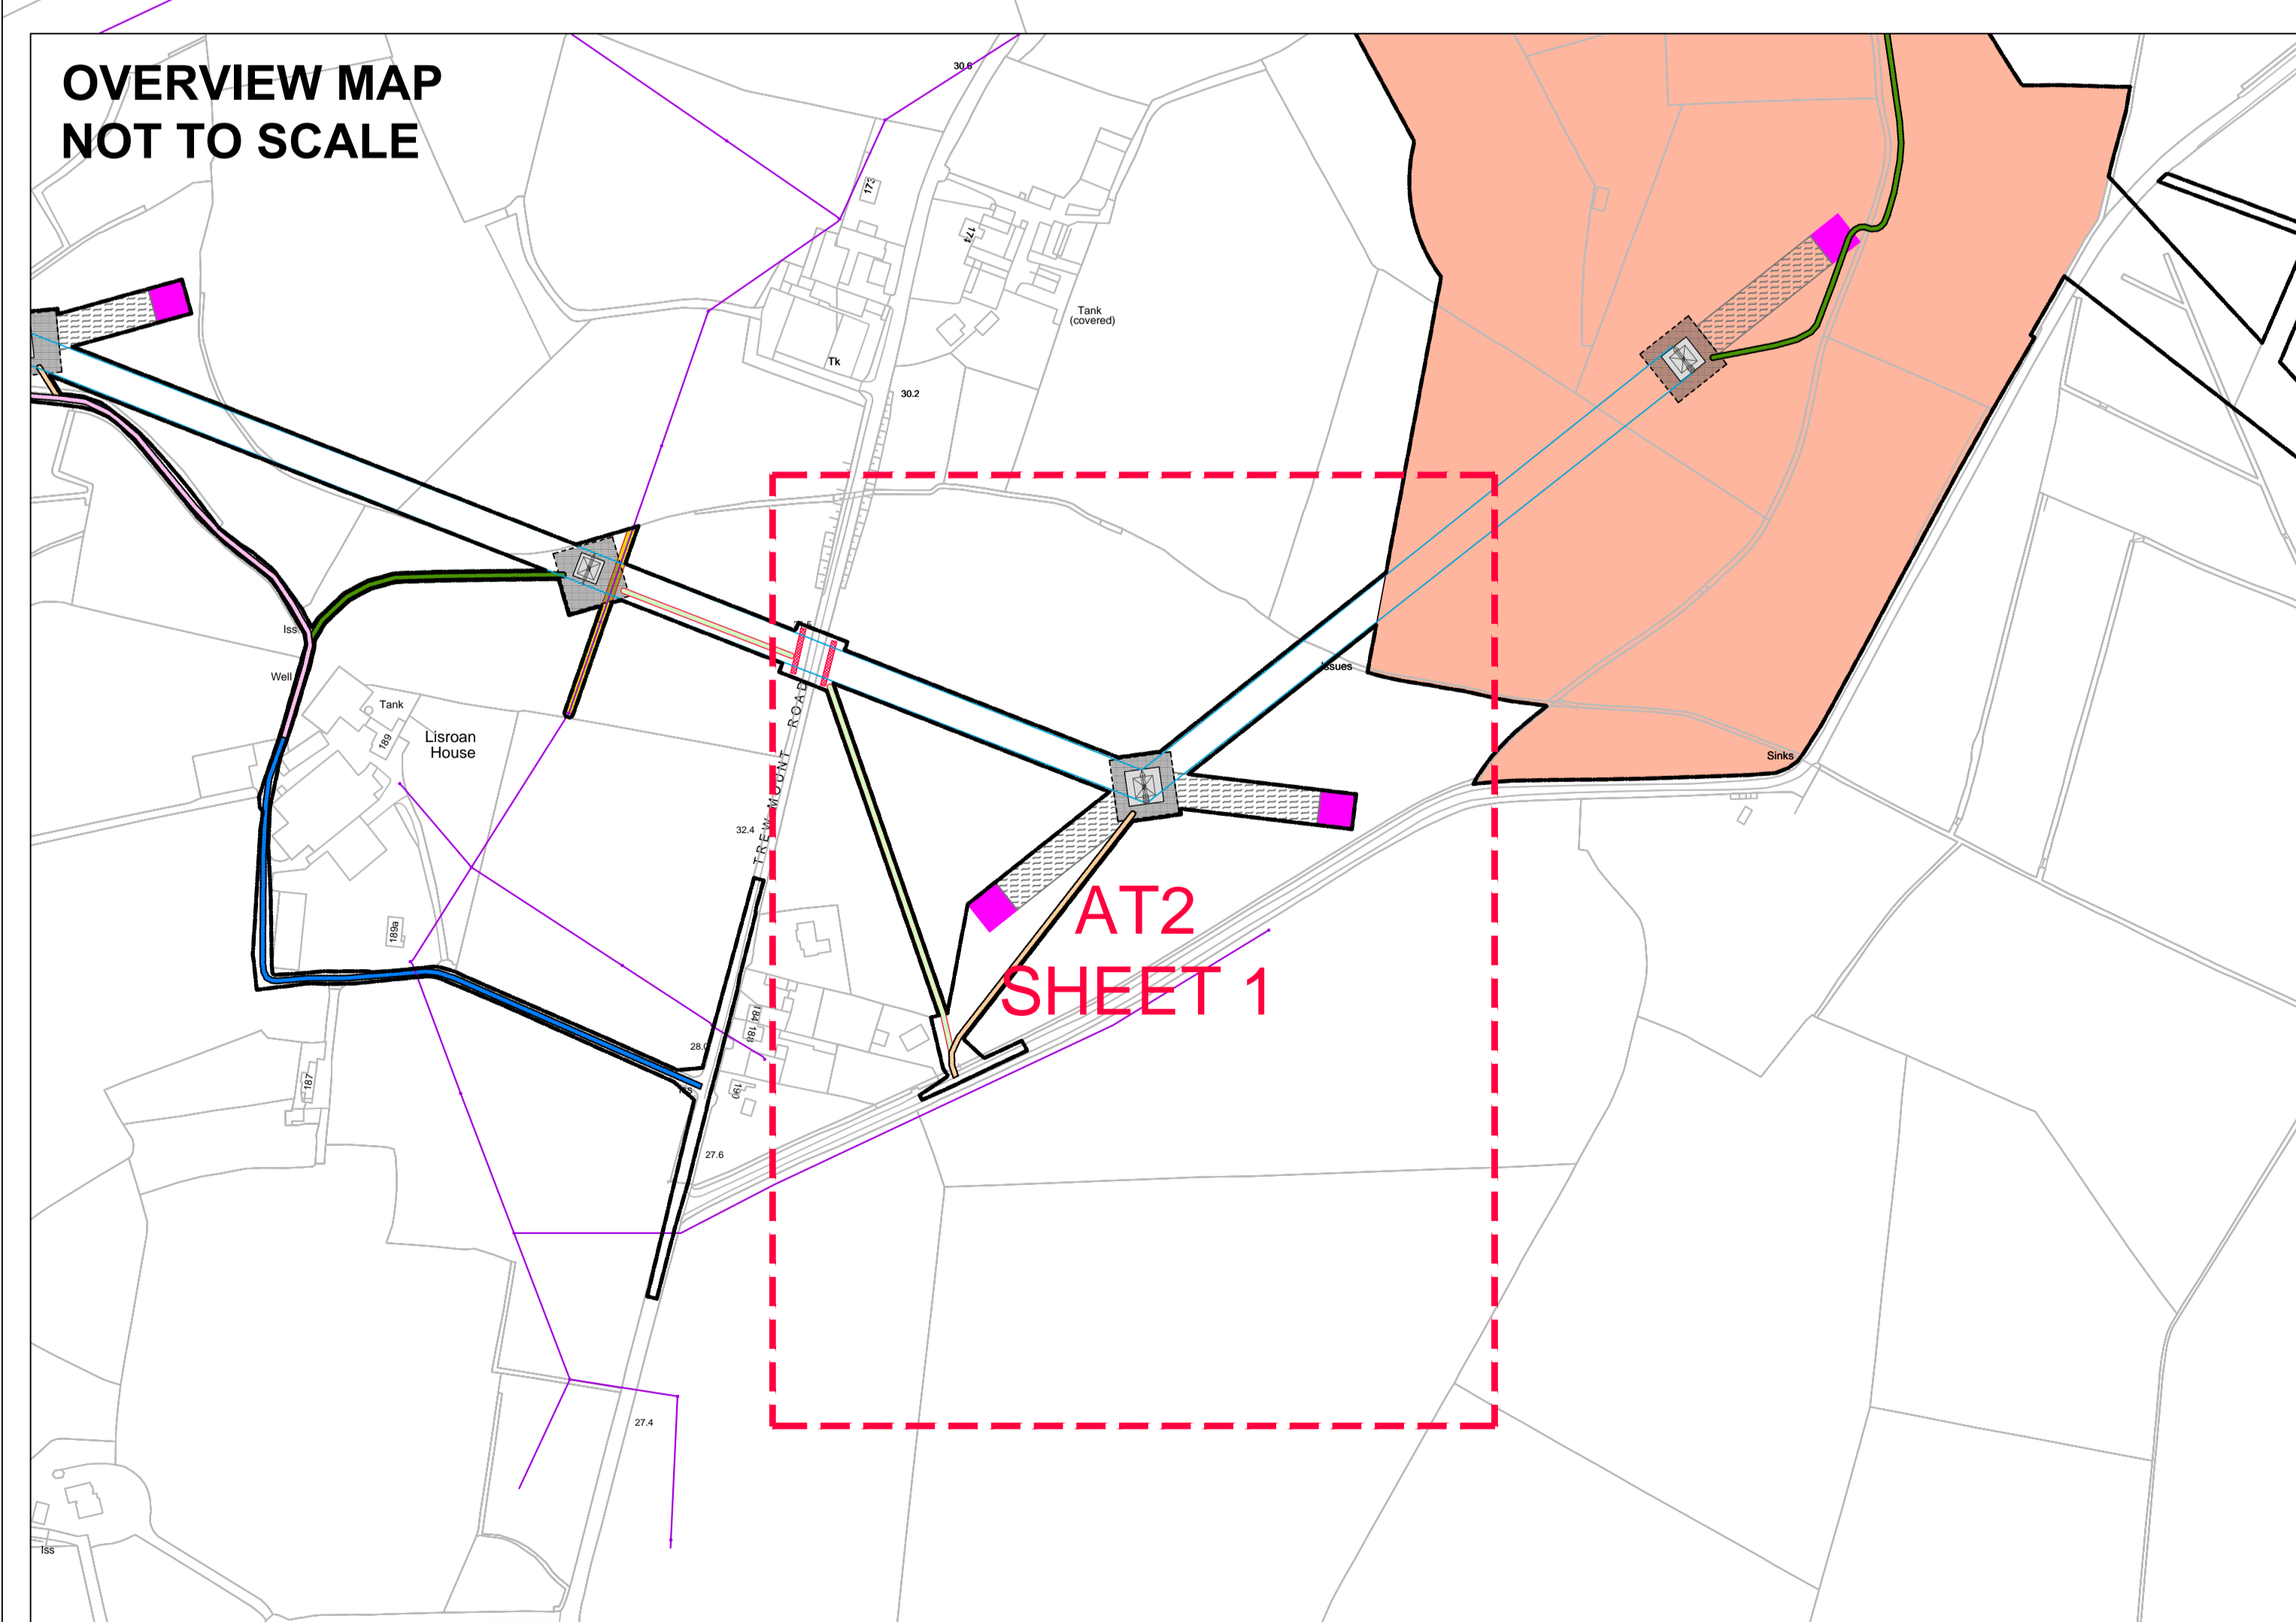 OVERVIEW MAP
NOT TO SCALE
30.6
173
174
Tank
(covered)
Tk
30.2
Iss
Well
Tank
189
Lisroan
House
TREWMOUNT ROAD
Issues
Sinks
32.4
189a
AT2
SHEET 1
184
188
28.0
190
187
27.6
27.4
Iss